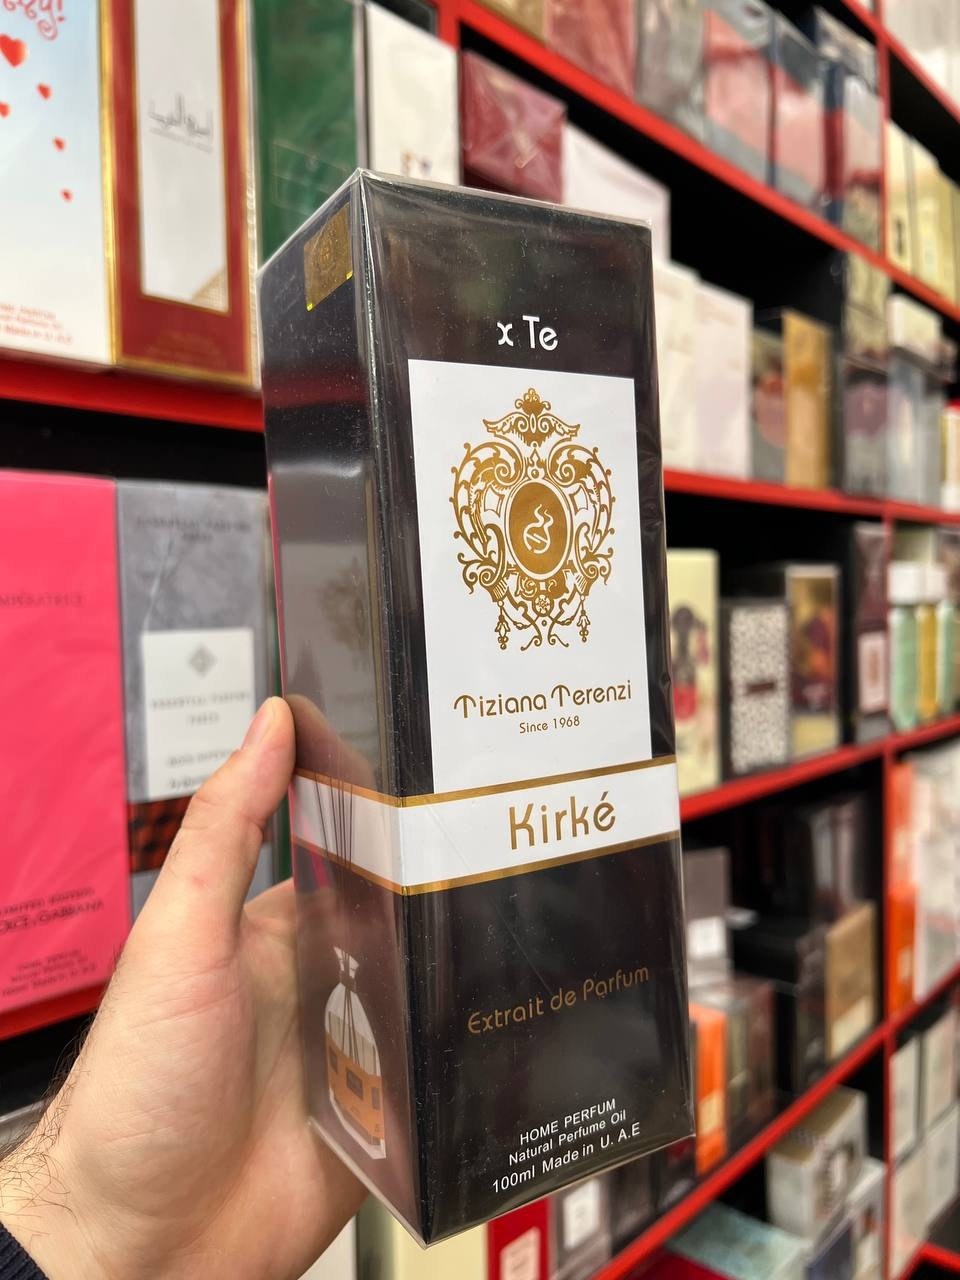 x Te
Tiziana Terenzi
Since 1968
Kirké
Extrait de Parfum
HOME PERFUM
Natural Perfume Oil
100ml Made in U. A.E